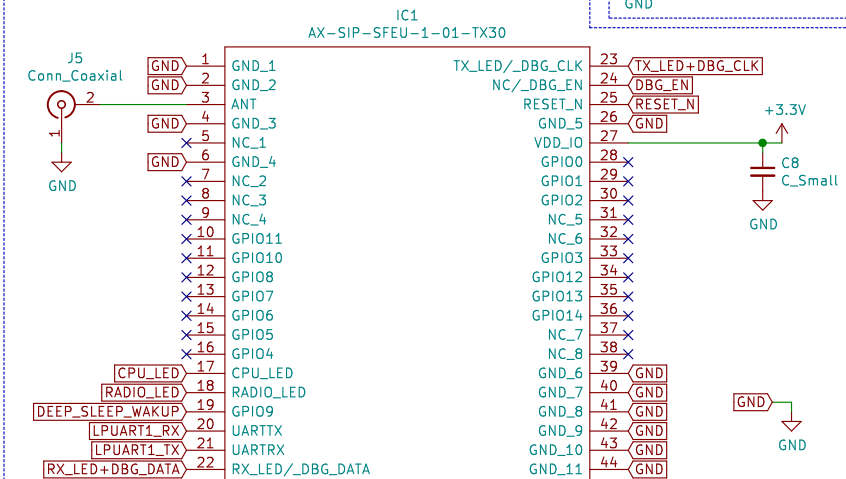 GND
IC1
AX-SIP-SFEU-1-01-TX30
J5
Conn_Coaxial
2
1
GND
GND 1 GND_1
GND 2 GND_2
3 ANT
GND 4 GND_3
5 NC_1
GND 6 GND_4
7 NC_2
8 NC_3
9 NC_4
10 GPIO11
11 GPIO10
12 GPIO8
13 GPIO7
14 GPIO6
15 GPIO5
16 GPIO4
CPU_LED 17 CPU_LED
RADIO_LED 18 RADIO_LED
DEEP_SLEEP_WAKUP 19 GPIO9
LPUART1_RX 20 UARTTX
LPUART1_TX 21 UARTRX
RX_LED+DBG_DATA 22 RX_LED/_DBG_DATA
TX_LED/_DBG_CLK 23 TX_LED+DBG_CLK
NC/_DBG_EN 24 DBG_EN
RESET_N 25 RESET_N
GND_5 26 GND
VDD_IO 27
GPIO0 28
GPIO1 29
GPIO2 30
NC_5 31
NC_6 32
GPIO3 33
GPIO12 34
GPIO13 35
GPIO14 36
NC_7 37
NC_8 38
GND_6 39 GND
GND_7 40 GND
GND_8 41 GND
GND_9 42 GND
GND_10 43 GND
GND_11 44 GND
+3.3V
C8
C_Small
GND
GND
GND